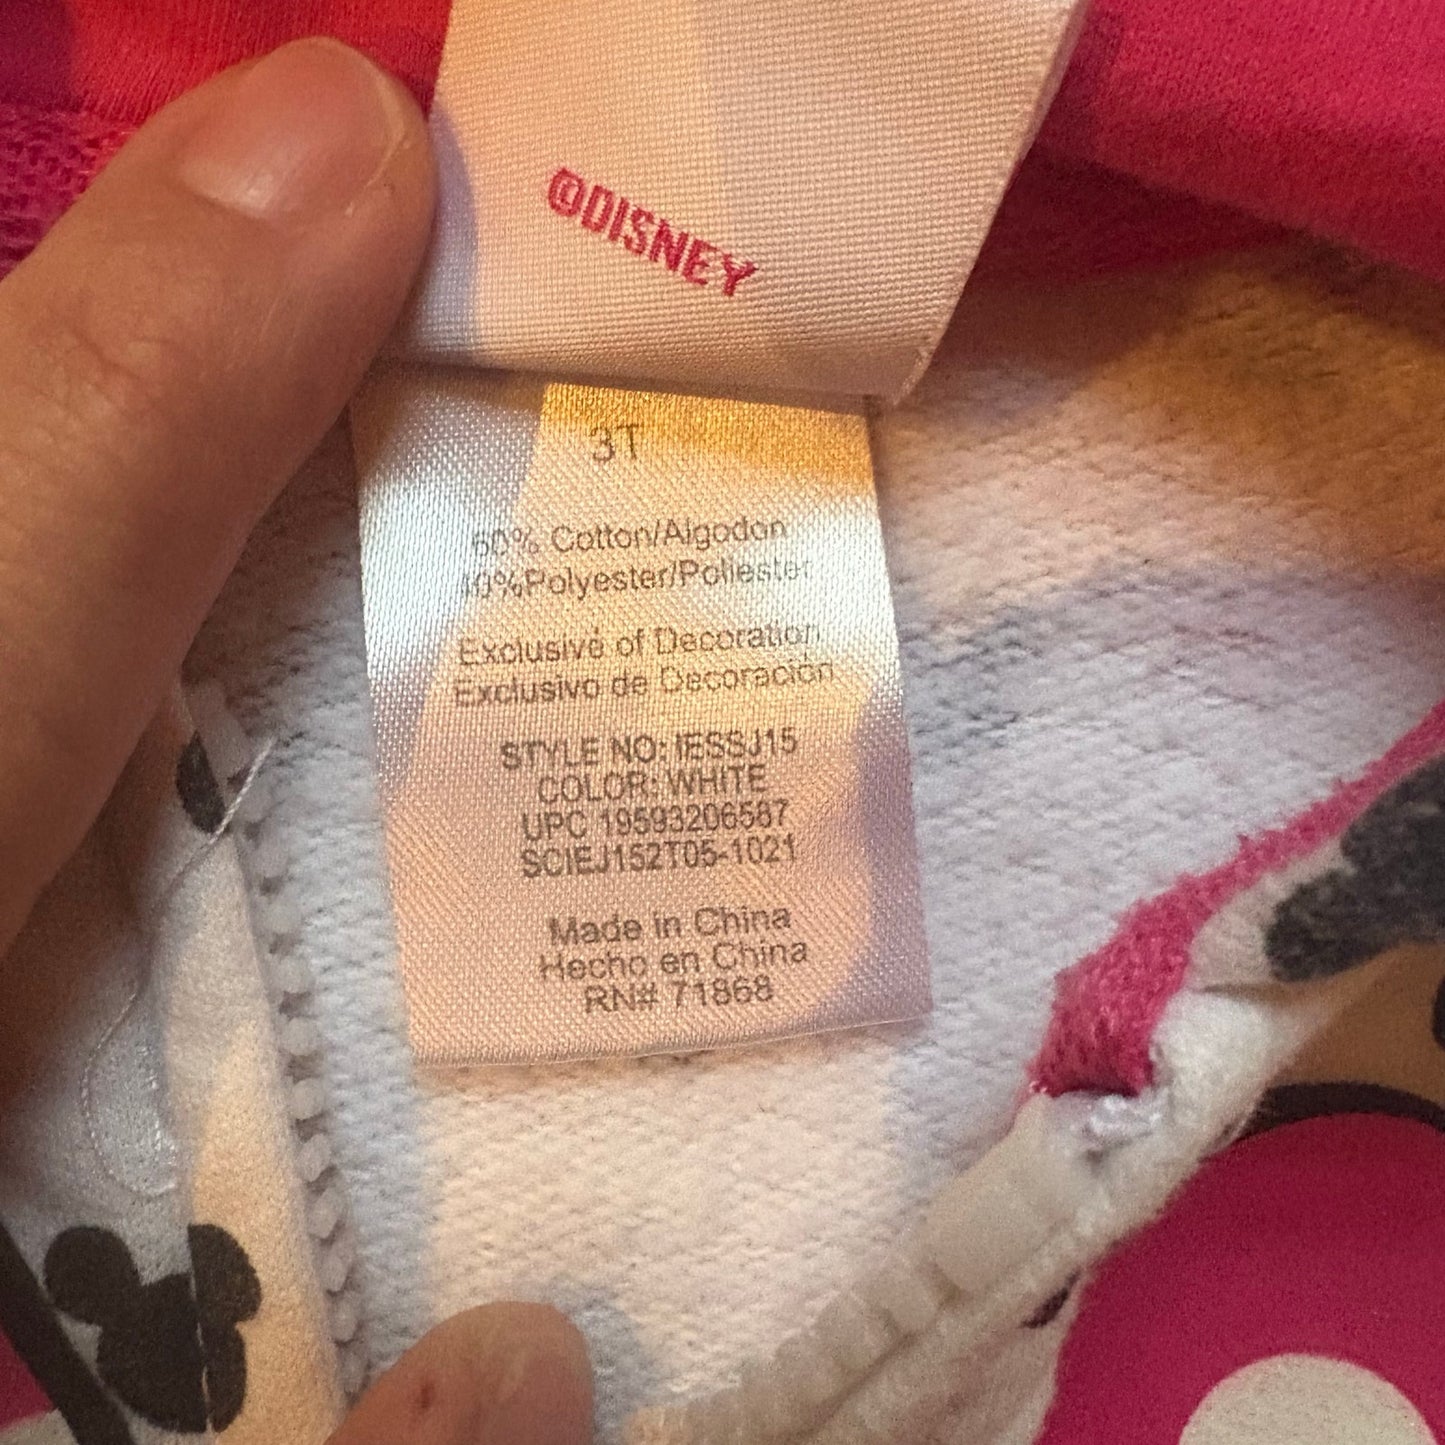 ©DISNEY
3T
60% Cotton/Algodon
40%Polyester/Poliester
Exclusive of Decoration
Exclusivo de Decoración
STYLE NO: IESSJ15
COLOR: WHITE
UPC 19593206587
SCIEJ152T05-1021
Made in China
Hecho en China
RN# 71868